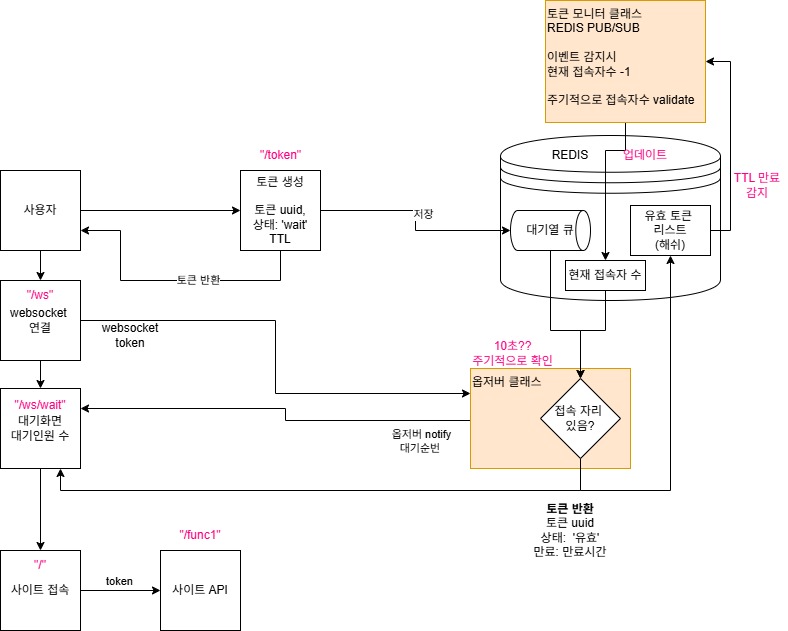 토큰 모니터 클래스
REDIS PUB/SUB
이벤트 감지시
현재 접속자수 -1
주기적으로 접속자수 validate
"/token"
REDIS
업데이트
TTL 만료
감지
사용자
토큰 생성
토큰 uuid,
상태: 'wait'
TTL
저장
대기열 큐
유효 토큰
리스트
(해쉬)
현재 접속자 수
토큰 반환
"/ws"
websocket
연결
websocket
token
10초??
주기적으로 확인
옵저버 클래스
접속 자리
있음?
"/ws/wait"
대기화면
대기인원 수
옵저버 notify
대기순번
토큰 반환
토큰 uuid
상태: '유효'
만료: 만료시간
"/func1"
"/"
사이트 접속
token
사이트 API